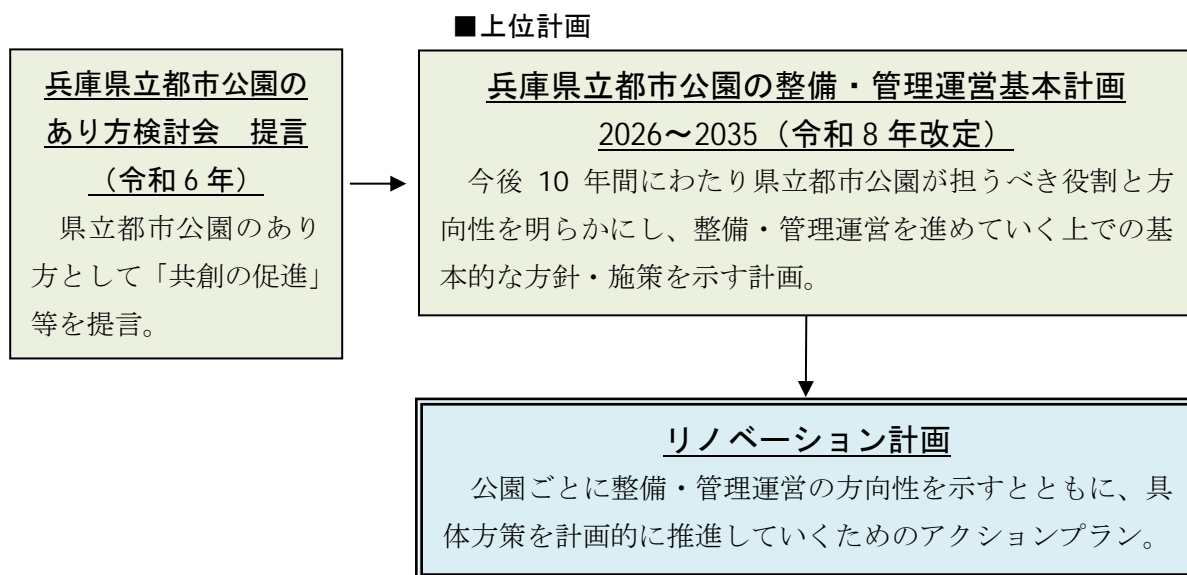 ■上位計画
兵庫県立都市公園の
あり方検討会　提言
（令和6年）
県立都市公園のあり
方として「共創の促進」
等を提言。
兵庫県立都市公園の整備・管理運営基本計画
2026～2035（令和8年改定）
今後 10 年間にわたり県立都市公園が担うべき役割と方
向性を明らかにし、整備・管理運営を進めていく上での基
本的な方針・施策を示す計画。
リノベーション計画
公園ごとに整備・管理運営の方向性を示すとともに、具
体方策を計画的に推進していくためのアクションプラン。